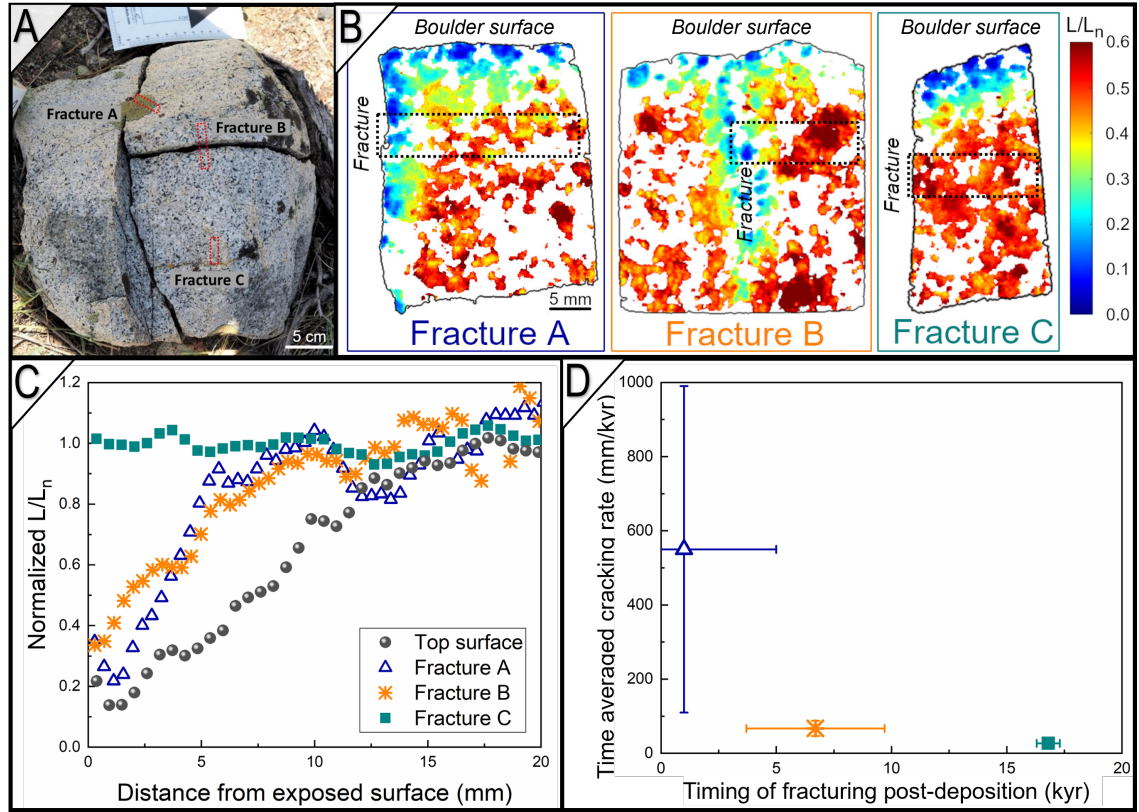 A
Fracture A
Fracture B
Fracture C
5 cm
B
Boulder surface
Boulder surface
Boulder surface
L/Ln
0.6
0.5
0.4
0.3
0.2
0.1
0.0
Fracture
Fracture
Fracture
5 mm
Fracture A
Fracture B
Fracture C
C
Normalized L/Ln
1.2
1.0
0.8
0.6
0.4
0.2
0.0
0
5
10
15
20
Distance from exposed surface (mm)
Top surface
Fracture A
Fracture B
Fracture C
D
Time averaged cracking rate (mm/kyr)
1000
800
600
400
200
0
0
5
10
15
20
Timing of fracturing post-deposition (kyr)